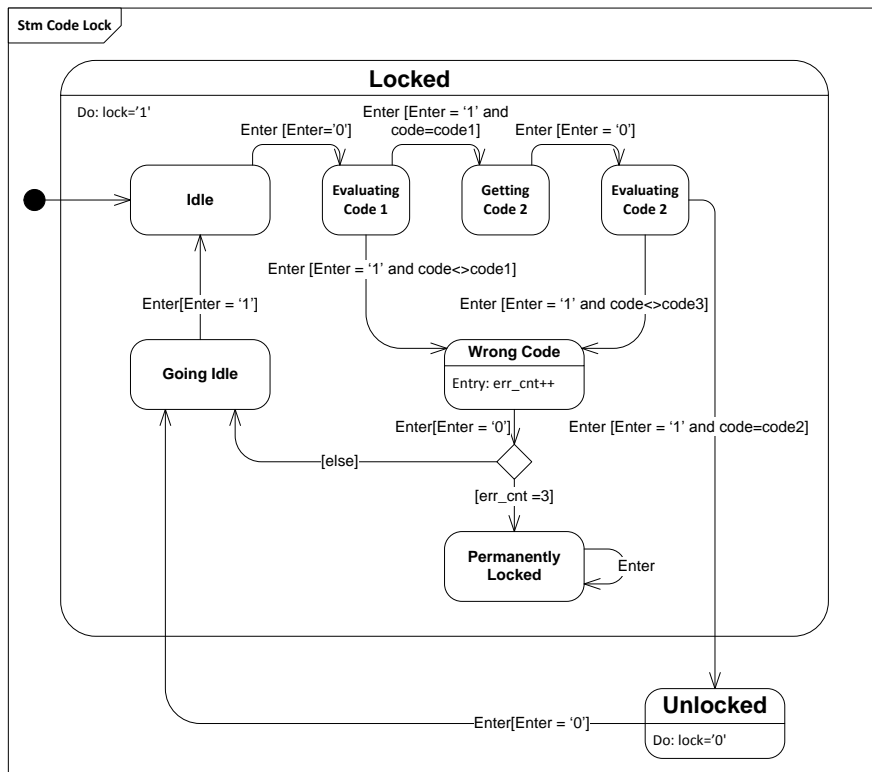 Stm Code Lock
Locked
Do: lock='1'
Enter [Enter='0']
Enter [Enter = ‘1’ and
code=code1]
Enter [Enter = ‘0’]
Idle
Evaluating
Code 1
Getting
Code 2
Evaluating
Code 2
Enter [Enter = ‘1’ and code<>code1]
Enter [Enter = ‘1’ and code<>code3]
Enter[Enter = ‘1’]
Going Idle
Wrong Code
Entry: err_cnt++
Enter[Enter = ‘0’]
Enter [Enter = ‘1’ and code=code2]
[else]
[err_cnt =3]
Permanently
Locked
Enter
Unlocked
Do: lock=’0'
Enter[Enter = ‘0’]